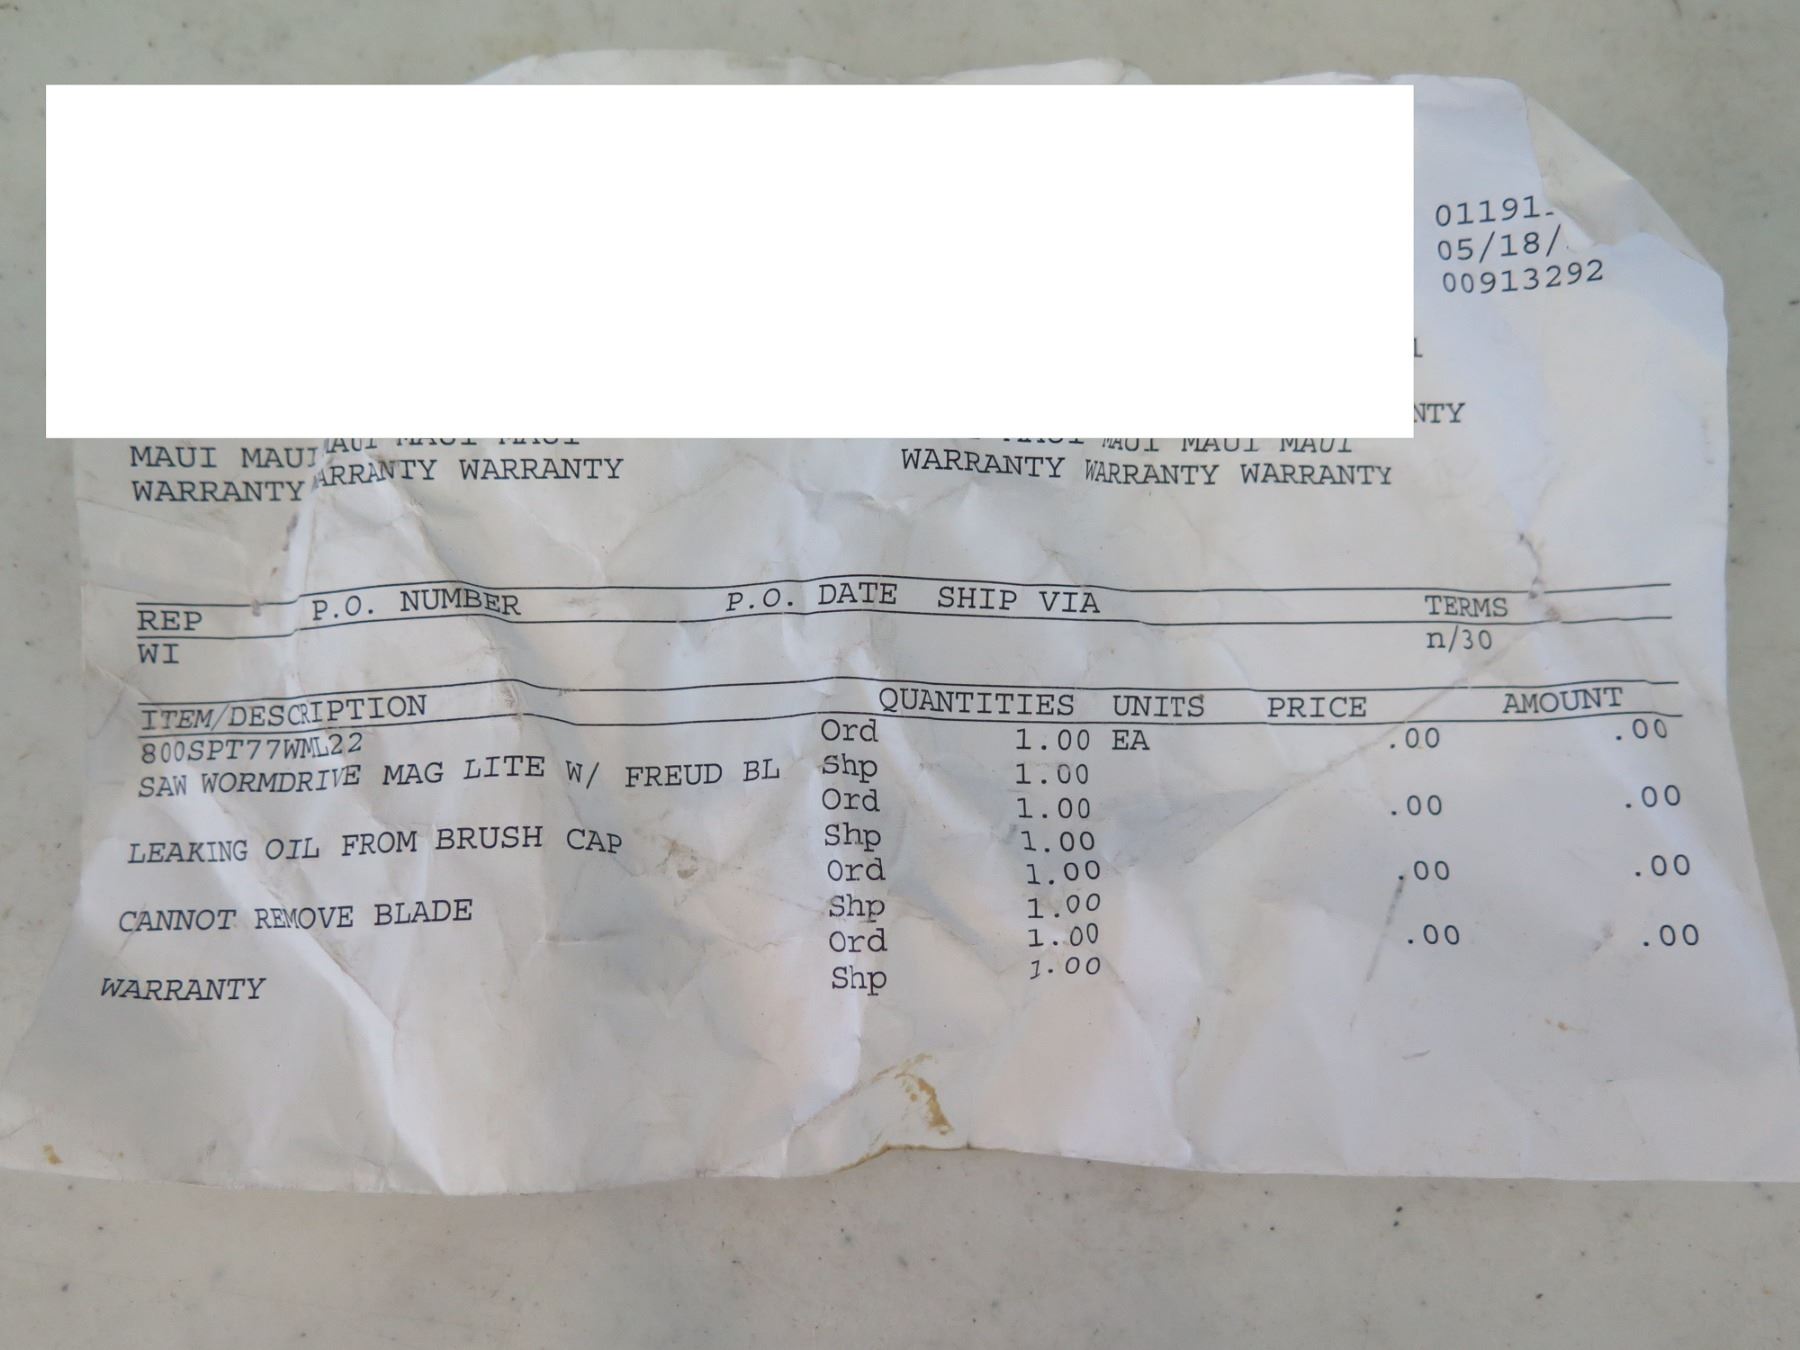 01191
05/18/
00913292
1
NTY
MAUI MAUI MAUI MAUI MAUI MAUI MAUI MAUI
WARRANTY WARRANTY WARRANTY WARRANTY WARRANTY WARRANTY
REP P.O. NUMBER P.O. DATE SHIP VIA TERMS
WI n/30
ITEM/DESCRIPTION QUANTITIES UNITS PRICE AMOUNT
800SPT77WML22 Ord 1.00 EA .00 .00
SAW WORMDRIVE MAG LITE W/ FREUD BL Shp 1.00
Ord 1.00 .00 .00
LEAKING OIL FROM BRUSH CAP Shp 1.00
Ord 1.00 .00 .00
CANNOT REMOVE BLADE Shp 1.00
Ord 1.00 .00 .00
WARRANTY Shp 1.00